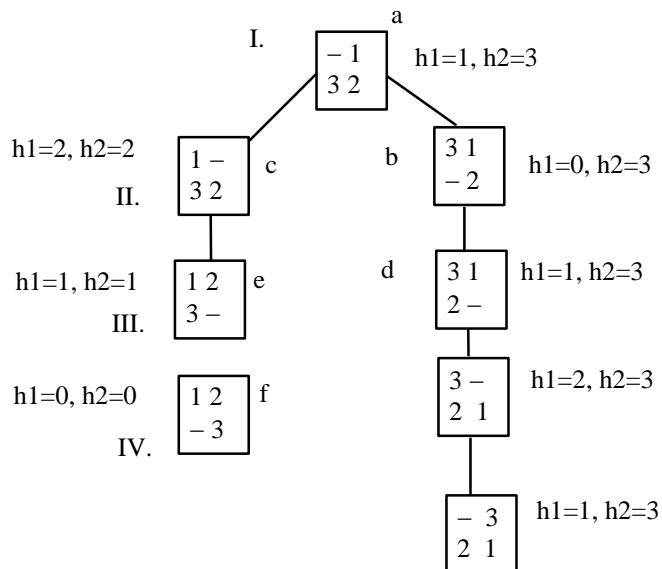 a
I.
– 1
3 2
h1=1, h2=3
h1=2, h2=2
1 –
3 2
c
II.
b
3 1
– 2
h1=0, h2=3
h1=1, h2=1
1 2
3 –
e
III.
d
3 1
2 –
h1=1, h2=3
h1=0, h2=0
1 2
– 3
f
IV.
3 –
2 1
h1=2, h2=3
– 3
2 1
h1=1, h2=3